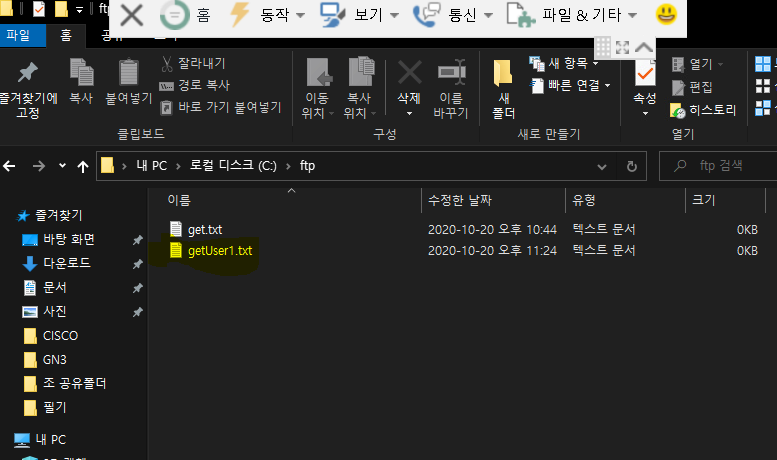 홈 동작 보기 통신 파일 & 기타
파일 홈
즐겨찾기에 고정
복사
붙여넣기
잘라내기
경로 복사
바로 가기 붙여넣기
이동 위치
복사 위치
삭제
이름 바꾸기
새 폴더
새 항목
빠른 연결
속성
열기
편집
히스토리
클립보드 구성 새로 만들기 열기
내 PC 로컬 디스크 (C:) ftp
ftp 검색
이름 수정한 날짜 유형 크기
get.txt 2020-10-20 오후 10:44 텍스트 문서 0KB
getUser1.txt 2020-10-20 오후 11:24 텍스트 문서 0KB
즐겨찾기
바탕 화면
다운로드
문서
사진
CISCO
GN3
조 공유폴더
필기
내 PC